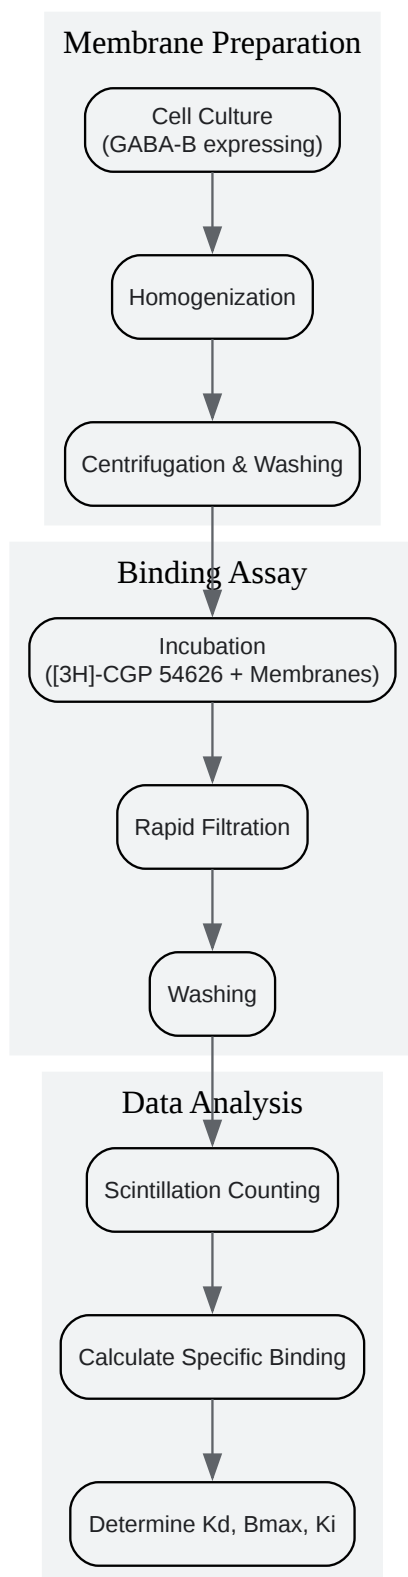 Membrane Preparation
Cell Culture
(GABA-B expressing)
Homogenization
Centrifugation & Washing
Binding Assay
Incubation
([3H]-CGP 54626 + Membranes)
Rapid Filtration
Washing
Data Analysis
Scintillation Counting
Calculate Specific Binding
Determine Kd, Bmax, Ki